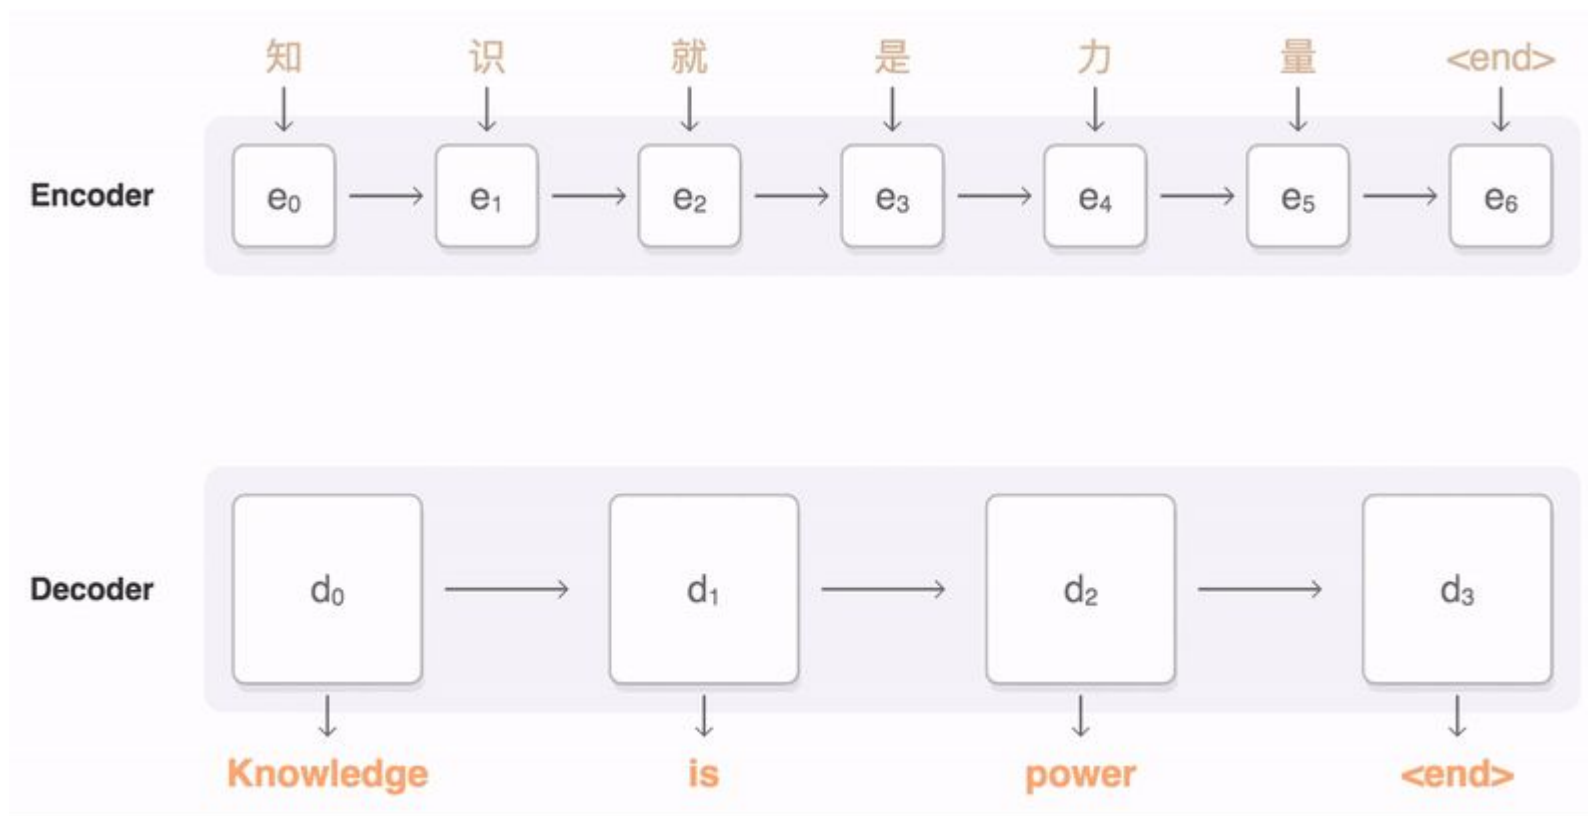 知 识 就 是 力 量 <end>
Encoder e₀ e₁ e₂ e₃ e₄ e₅ e₆
Decoder d₀ d₁ d₂ d₃
Knowledge is power <end>